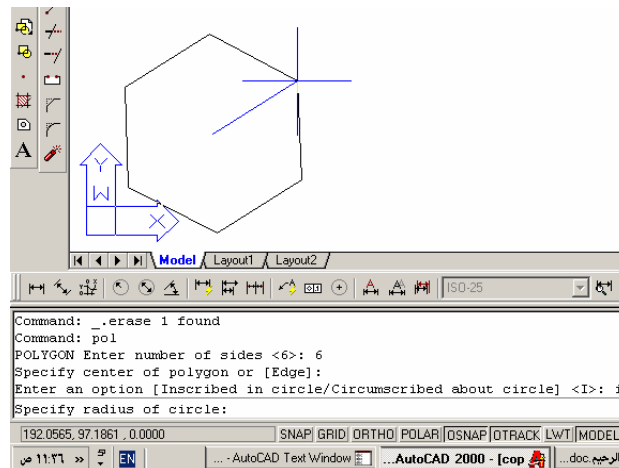 A
Y
W
X
Model Layout1 Layout2
ISO-25
Command: _.erase 1 found
Command: pol
POLYGON Enter number of sides <6>: 6
Specify center of polygon or [Edge]:
Enter an option [Inscribed in circle/Circumscribed about circle] <I>: i
Specify radius of circle:
192.0565, 97.1861 , 0.0000 SNAP GRID ORTHO POLAR OSNAP OTRACK LWT MODEL
١١:٢٦ ص « EN ... - AutoCAD Text Window ...AutoCAD 2000 - [cop ...doc.الرحيم